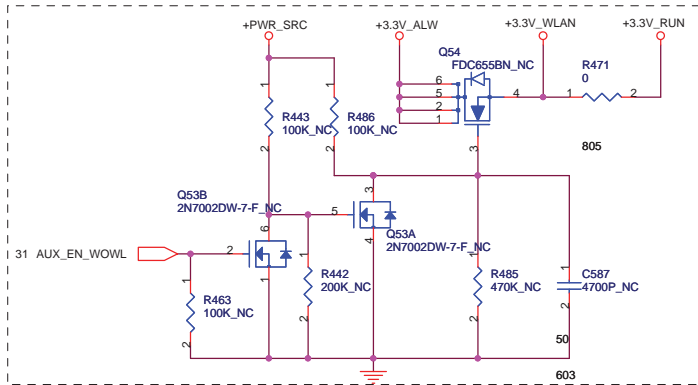 +PWR_SRC
+3.3V_ALW
+3.3V_WLAN
+3.3V_RUN
Q54
FDC655BN_NC
6
5
2
1
4
3
R471
0
1
2
805
1
R443
100K_NC
2
1
R486
100K_NC
2
Q53B
2N7002DW-7-F_NC
6
2
1
5
3
4
Q53A
2N7002DW-7-F_NC
31 AUX_EN_WOWL
1
R463
100K_NC
2
1
R442
200K_NC
2
1
R485
470K_NC
2
1
C587
4700P_NC
2
50
603